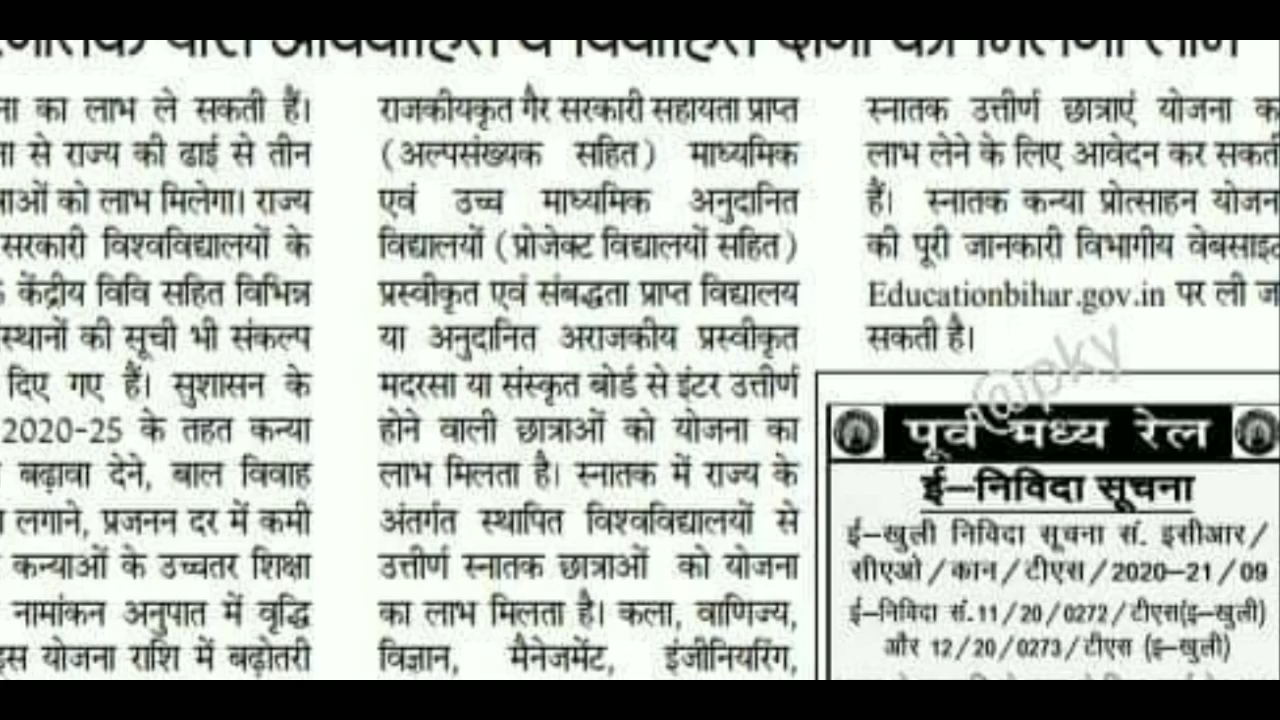 का लाभ ले सकती हैं।
से राज्य की ढाई से तीन
को लाभ मिलेगा। राज्य
सरकारी विश्वविद्यालयों के
केंद्रीय विवि सहित विभिन्न
की सूची भी संकल्प
दिए गए हैं। सुशासन के
2020-25 के तहत कन्या
बढ़ावा देने, बाल विवाह
लगाने, प्रजनन दर में कमी
कन्याओं के उच्चतर शिक्षा
नामांकन अनुपात में वृद्धि
योजना राशि में बढ़ोतरी
राजकीयकृत गैर सरकारी सहायता प्राप्त
(अल्पसंख्यक सहित) माध्यमिक
एवं उच्च माध्यमिक अनुदानित
विद्यालयों (प्रोजेक्ट विद्यालयों सहित)
प्रस्वीकृत एवं संबद्धता प्राप्त विद्यालय
या अनुदानित अराजकीय प्रस्वीकृत
मदरसा या संस्कृत बोर्ड से इंटर उत्तीर्ण
होने वाली छात्राओं को योजना का
लाभ मिलता है। स्नातक में राज्य के
अंतर्गत स्थापित विश्वविद्यालयों से
उत्तीर्ण स्नातक छात्राओं को योजना
का लाभ मिलता है। कला, वाणिज्य,
विज्ञान, मैनेजमेंट, इंजीनियरिंग,
स्नातक उत्तीर्ण छात्राएं योजना
लाभ लेने के लिए आवेदन कर
हैं। स्नातक कन्या प्रोत्साहन
की पूरी जानकारी विभागीय
Educationbihar.gov.in पर ली
सकती है।
@pky
पूर्व मध्य रेल
ई–निविदा सूचना
ई–खुली निविदा सूचना सं. इसीआर/
सीएओ/कान/टीएस/2020–21/09
ई–निविदा सं.11/20/0272/टीएस(इ–खुली)
और 12/20/0273/टीएस (इ–खुली)